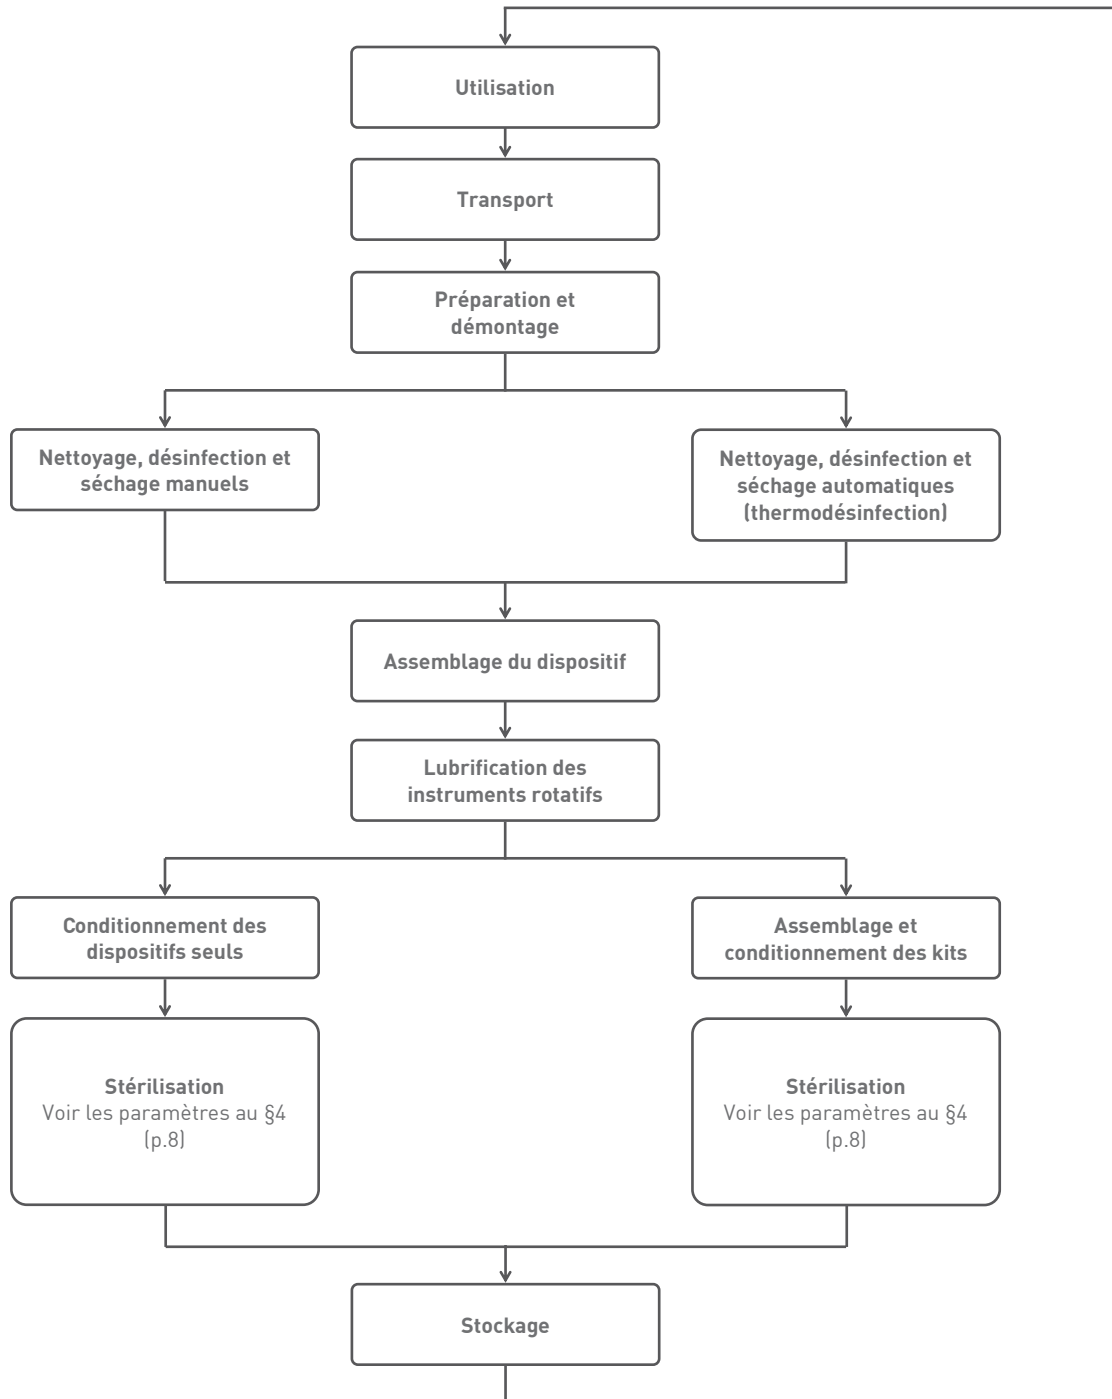 Utilisation
Transport
Préparation et
démontage
Nettoyage, désinfection et
séchage manuels
Nettoyage, désinfection et
séchage automatiques
(thermodésinfection)
Assemblage du dispositif
Lubrification des
instruments rotatifs
Conditionnement des
dispositifs seuls
Assemblage et
conditionnement des kits
Stérilisation
Voir les paramètres au §4
(p.8)
Stérilisation
Voir les paramètres au §4
(p.8)
Stockage